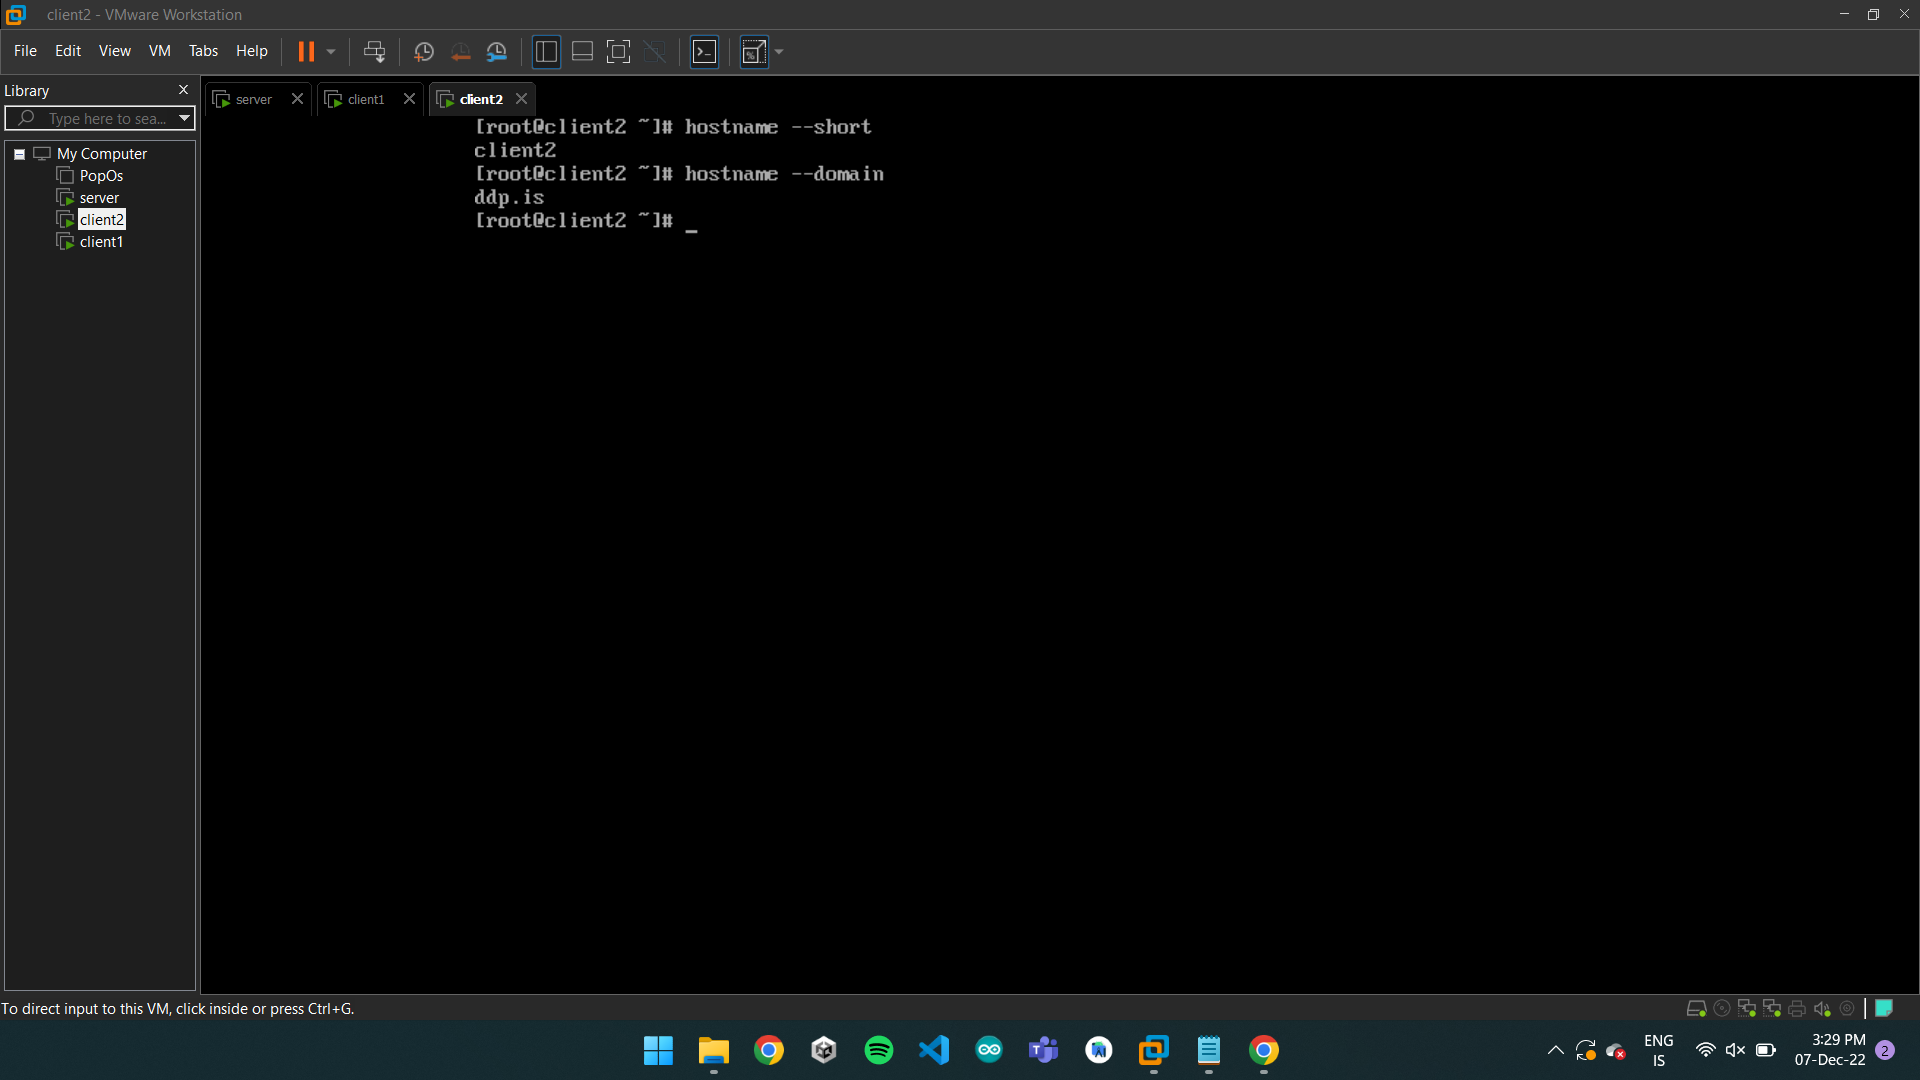 client2 - VMware Workstation
File Edit View VM Tabs Help
Library
Type here to sea...
My Computer
PopOs
server
client2
client1
server client1 client2
[root@client2 ~]# hostname --short
client2
[root@client2 ~]# hostname --domain
ddp.is
[root@client2 ~]# _
To direct input to this VM, click inside or press Ctrl+G.
ENG
IS
3:29 PM
07-Dec-22
2